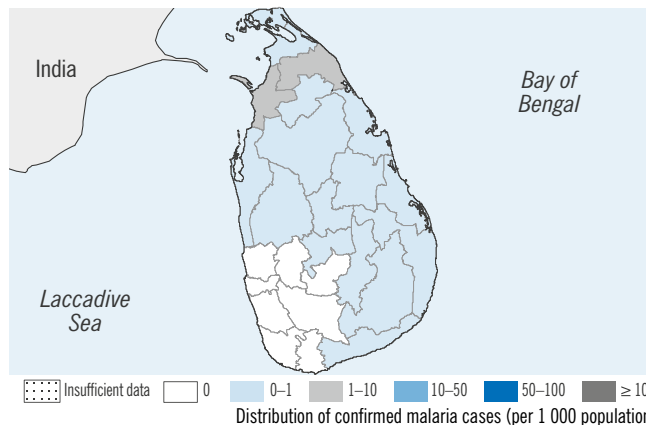 India
Bay of
Bengal
Laccadive
Sea
Insufficient data 0 0–1 1–10 10–50 50–100 ≥ 10
Distribution of confirmed malaria cases (per 1 000 population